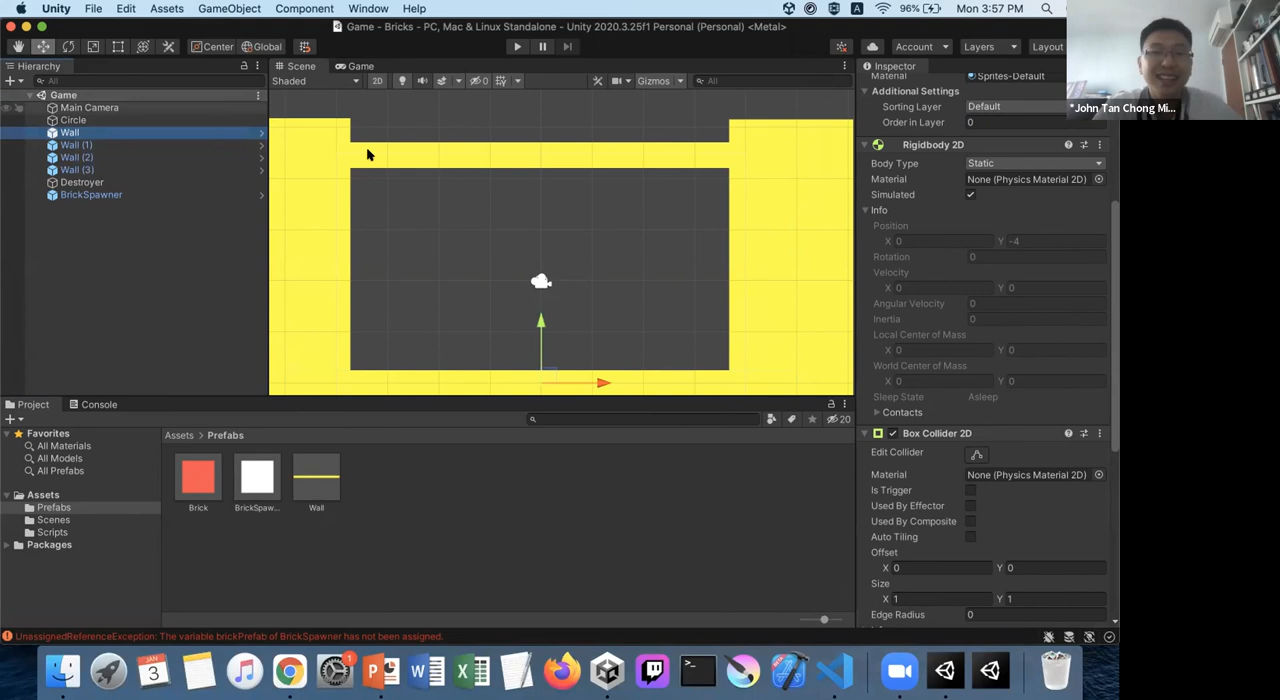 Unity File Edit Assets GameObject Component Window Help
A 96% Mon 3:57 PM
Game - Bricks - PC, Mac & Linux Standalone - Unity 2020.3.25f1 Personal (Personal) <Metal>
Center Global Account Layers Layout
Hierarchy
All
Game
Main Camera
Circle
Wall
Wall (1)
Wall (2)
Wall (3)
Destroyer
BrickSpawner
Scene Game
Shaded 2D 0 Gizmos All
Inspector
Material Sprites-Default
Additional Settings
Sorting Layer Default
Order in Layer 0
*John Tan Chong Mi...
Rigidbody 2D
Body Type Static
Material None (Physics Material 2D)
Simulated
Info
Position
X 0 Y -4
Rotation 0
Velocity
X 0 Y 0
Angular Velocity 0
Inertia 0
Local Center of Mass
X 0 Y 0
World Center of Mass
X 0 Y 0
Sleep State Asleep
Contacts
Box Collider 2D
Edit Collider
Material None (Physics Material 2D)
Is Trigger
Used By Effector
Used By Composite
Auto Tiling
Offset
X 0 Y 0
Size
X 1 Y 1
Edge Radius 0
Project Console
20
Favorites
All Materials
All Models
All Prefabs
Assets
Prefabs
Scenes
Scripts
Packages
Assets > Prefabs
Brick BrickSpaw... Wall
UnassignedReferenceException: The variable brickPrefab of BrickSpawner has not been assigned.
JAN
3
1
P W X